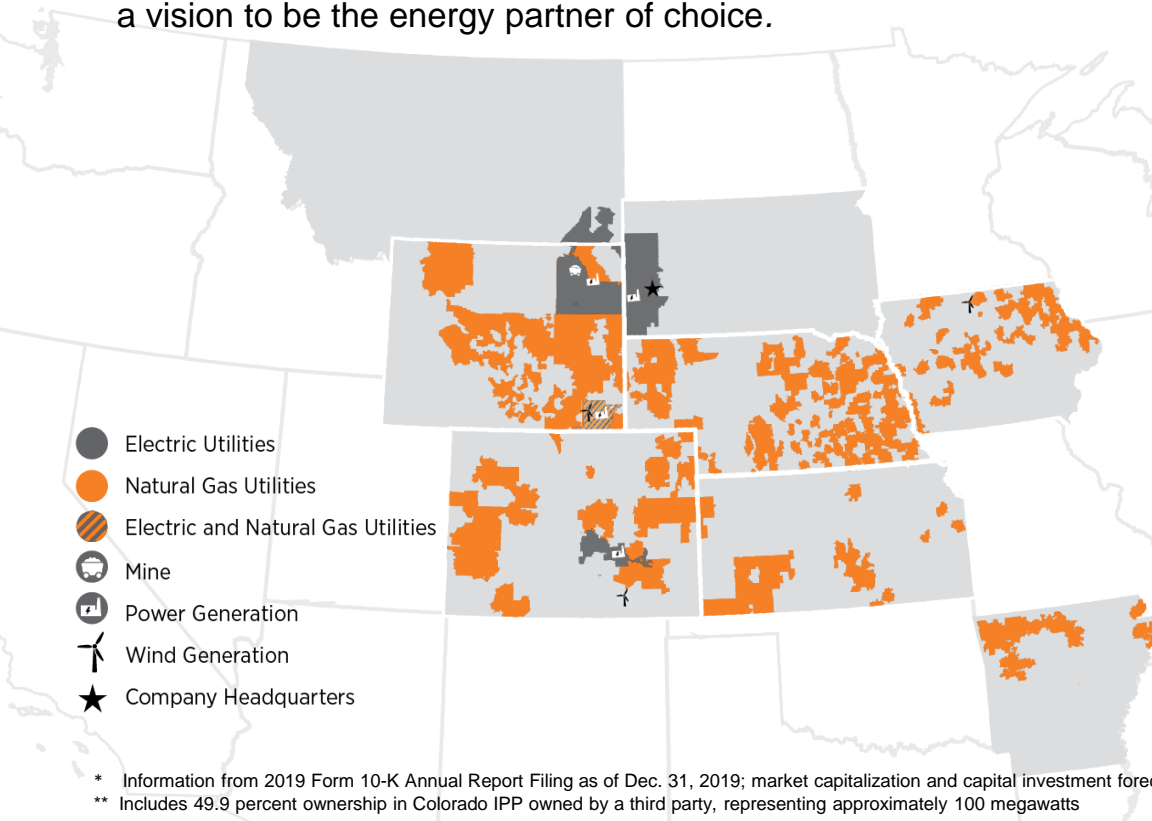 a vision to be the energy partner of choice.
Electric Utilities
Natural Gas Utilities
Electric and Natural Gas Utilities
Mine
Power Generation
Wind Generation
Company Headquarters
* Information from 2019 Form 10-K Annual Report Filing as of Dec. 31, 2019; market capitalization and capital investment
** Includes 49.9 percent ownership in Colorado IPP owned by a third party, representing approximately 100 megawatts